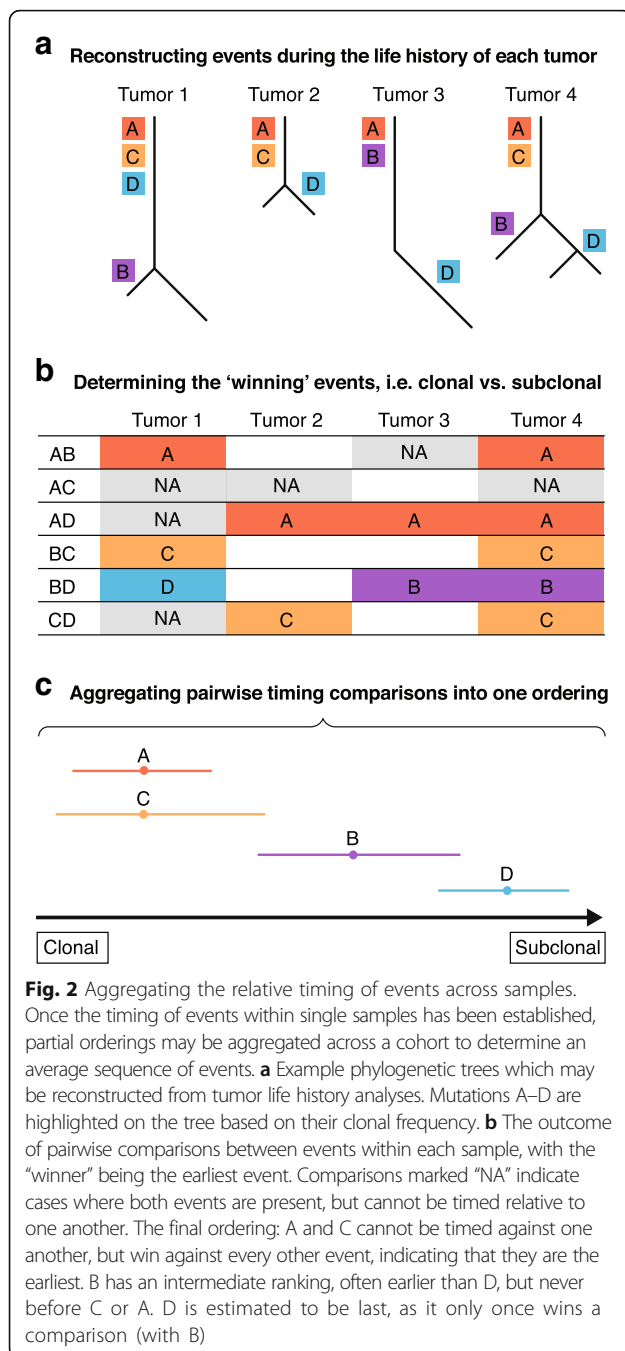 a Reconstructing events during the life history of each tumor
Tumor 1 Tumor 2 Tumor 3 Tumor 4
A A A A
C C B C
D D
B B D
D
b Determining the 'winning' events, i.e. clonal vs. subclonal
Tumor 1 Tumor 2 Tumor 3 Tumor 4
AB A NA A
AC NA NA NA
AD NA A A A
BC C C
BD D B B
CD NA C C
c Aggregating pairwise timing comparisons into one ordering
A
C
B
D
Clonal Subclonal
Fig. 2 Aggregating the relative timing of events across samples.
Once the timing of events within single samples has been established,
partial orderings may be aggregated across a cohort to determine an
average sequence of events. a Example phylogenetic trees which may
be reconstructed from tumor life history analyses. Mutations A–D are
highlighted on the tree based on their clonal frequency. b The outcome
of pairwise comparisons between events within each sample, with the
“winner” being the earliest event. Comparisons marked “NA” indicate
cases where both events are present, but cannot be timed relative to
one another. The final ordering: A and C cannot be timed against one
another, but win against every other event, indicating that they are the
earliest. B has an intermediate ranking, often earlier than D, but never
before C or A. D is estimated to be last, as it only once wins a
comparison (with B)